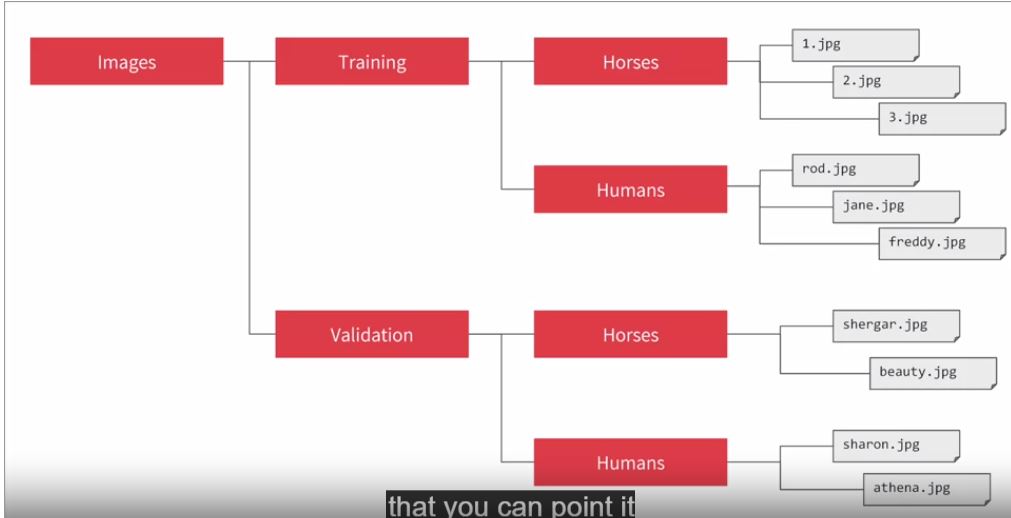 Images
Training
Horses
1.jpg
2.jpg
3.jpg
Humans
rod.jpg
jane.jpg
freddy.jpg
Validation
Horses
shergar.jpg
beauty.jpg
Humans
sharon.jpg
athena.jpg
that you can point it